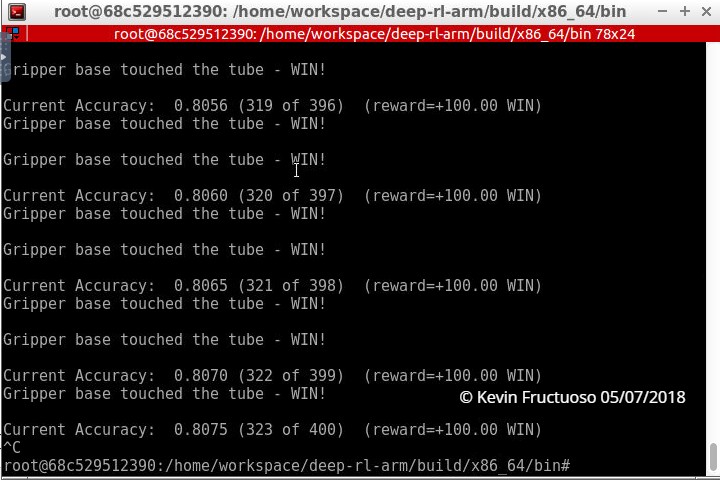 root@68c529512390: /home/workspace/deep-rl-arm/build/x86_64/bin
root@68c529512390: /home/workspace/deep-rl-arm/build/x86_64/bin 78x24
Gripper base touched the tube - WIN!
Current Accuracy:  0.8056 (319 of 396)  (reward=+100.00 WIN)
Gripper base touched the tube - WIN!
Gripper base touched the tube - WIN!
Current Accuracy:  0.8060 (320 of 397)  (reward=+100.00 WIN)
Gripper base touched the tube - WIN!
Gripper base touched the tube - WIN!
Current Accuracy:  0.8065 (321 of 398)  (reward=+100.00 WIN)
Gripper base touched the tube - WIN!
Gripper base touched the tube - WIN!
Current Accuracy:  0.8070 (322 of 399)  (reward=+100.00 WIN)
Gripper base touched the tube - WIN!
© Kevin Fructuoso 05/07/2018
Current Accuracy:  0.8075 (323 of 400)  (reward=+100.00 WIN)
^C
root@68c529512390:/home/workspace/deep-rl-arm/build/x86_64/bin#